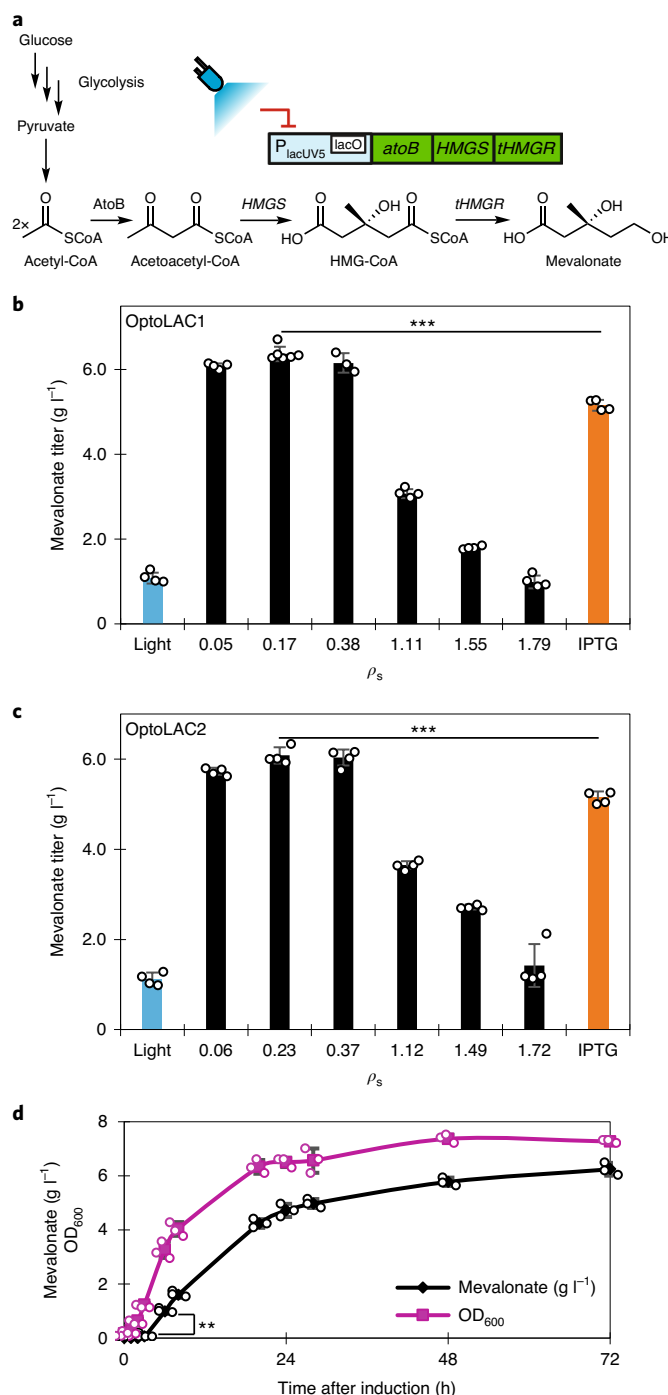 a
Glucose
Glycolysis
Pyruvate
PlacUV5 lacO atoB HMGS tHMGR
2× SCoA AtoB SCoA HMGS HO OH SCoA tHMGR HO OH OH
O O O O O O
Acetyl-CoA Acetoacetyl-CoA HMG-CoA Mevalonate
b
OptoLAC1
***
Mevalonate titer (g l⁻¹)
6.0
4.0
2.0
0
Light 0.05 0.17 0.38 1.11 1.55 1.79 IPTG
ρs
c
OptoLAC2
***
Mevalonate titer (g l⁻¹)
6.0
4.0
2.0
0
Light 0.06 0.23 0.37 1.12 1.49 1.72 IPTG
ρs
d
Mevalonate (g l⁻¹)
OD600
8
6
4
2
0
**
Mevalonate (g l⁻¹)
OD600
0 24 48 72
Time after induction (h)